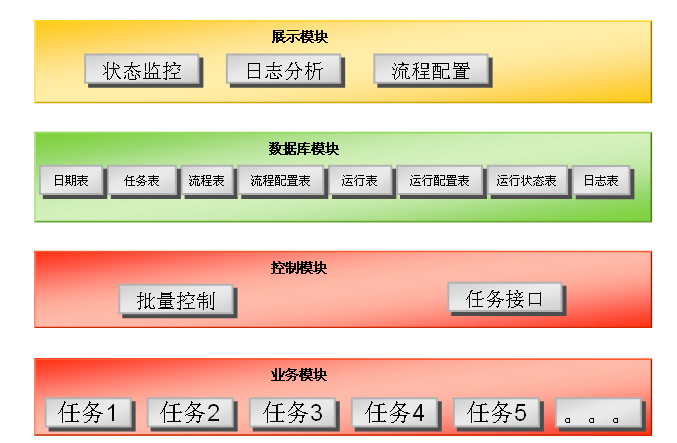 展示模块
状态监控 日志分析 流程配置
数据库模块
日期表 任务表 流程表 流程配置表 运行表 运行配置表 运行状态表 日志表
控制模块
批量控制 任务接口
业务模块
任务1 任务2 任务3 任务4 任务5 。。。